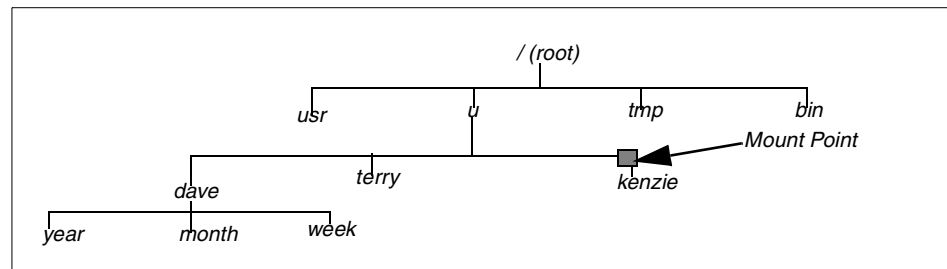 / (root)
usr u tmp bin
Mount Point
dave terry kenzie
year month week